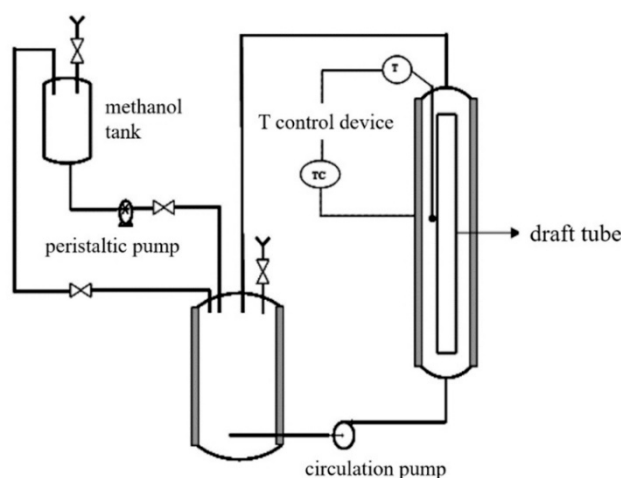 T
methanol
tank
T control device
TC
peristaltic pump
draft tube
circulation pump